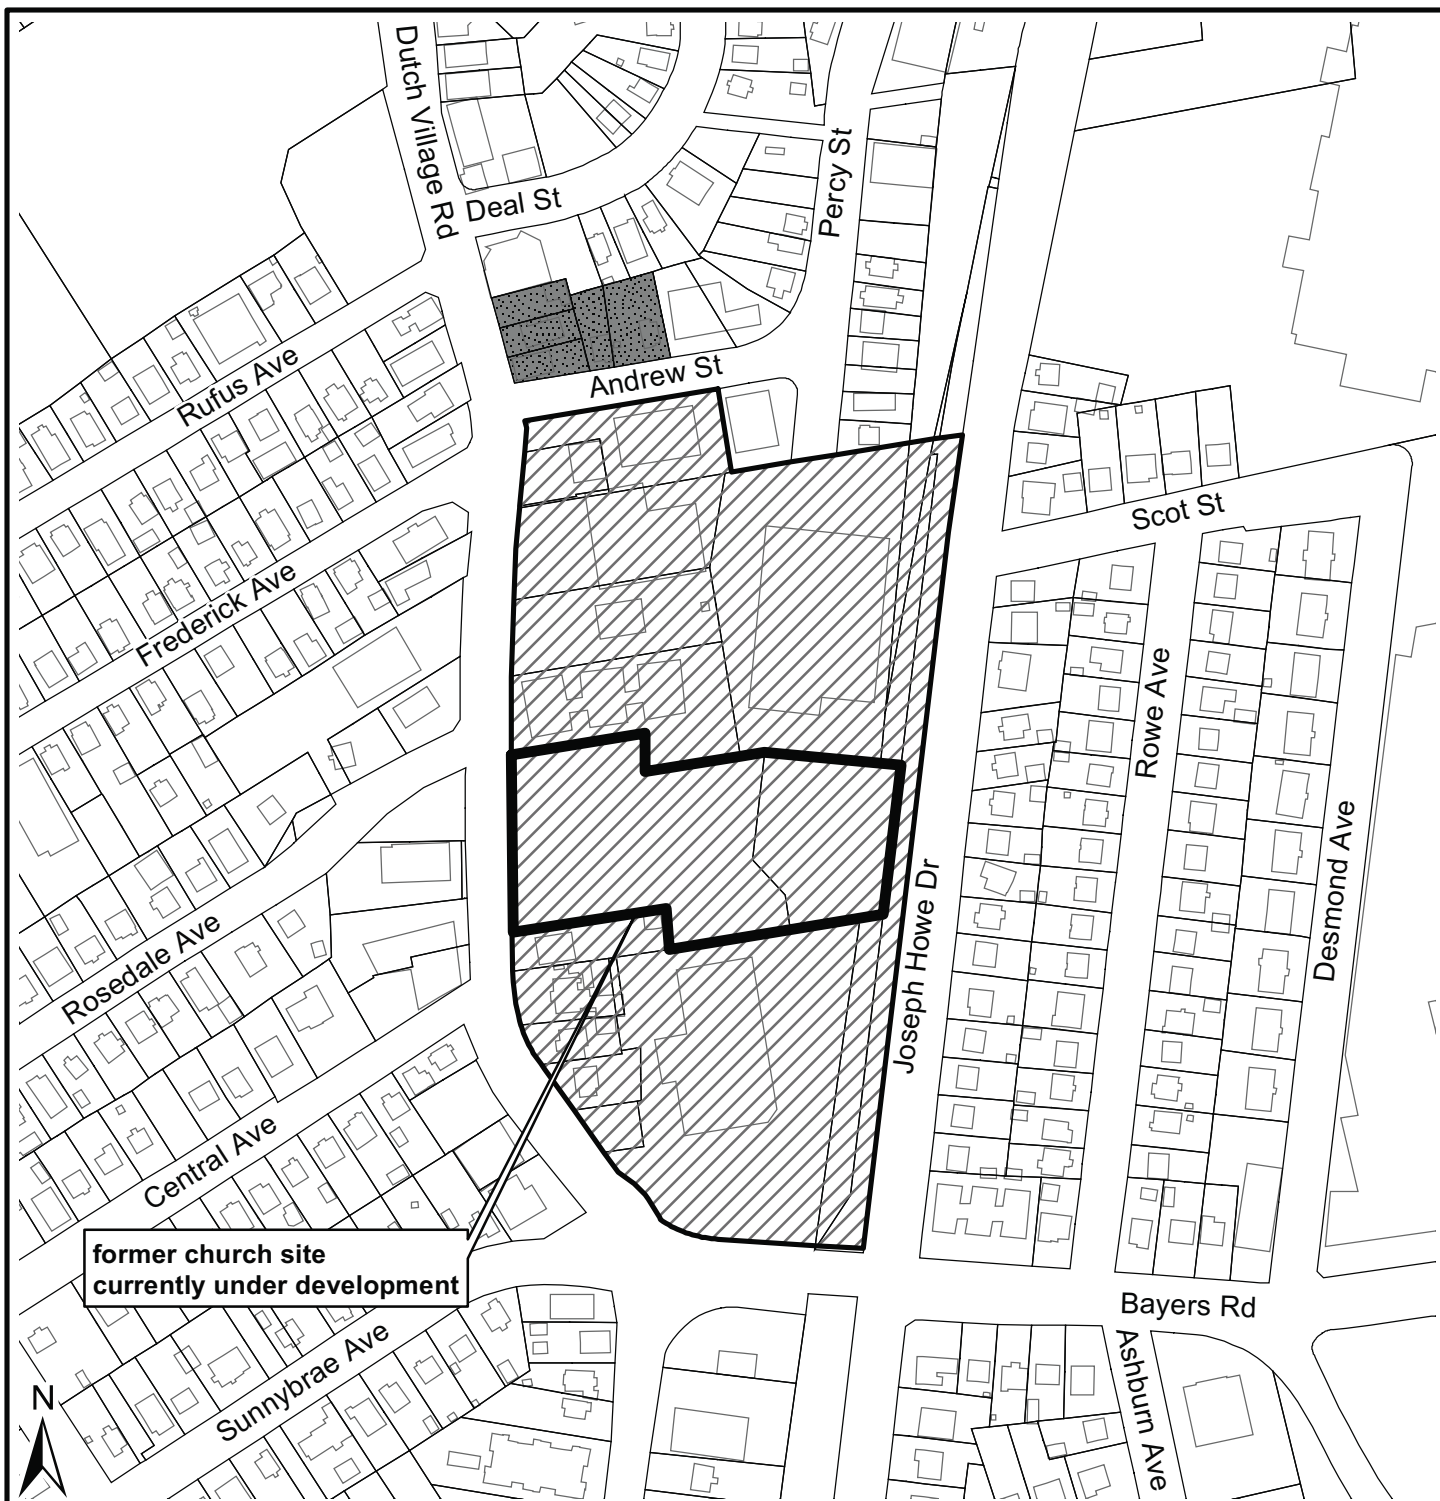 Dutch Village Rd
Deal St
Percy St
Rufus Ave
Andrew St
Scot St
Frederick Ave
Rowe Ave
Desmond Ave
Joseph Howe Dr
Rosedale Ave
Central Ave
former church site
currently under development
Bayers Rd
Sunnybrae Ave
Ashburn Ave
N